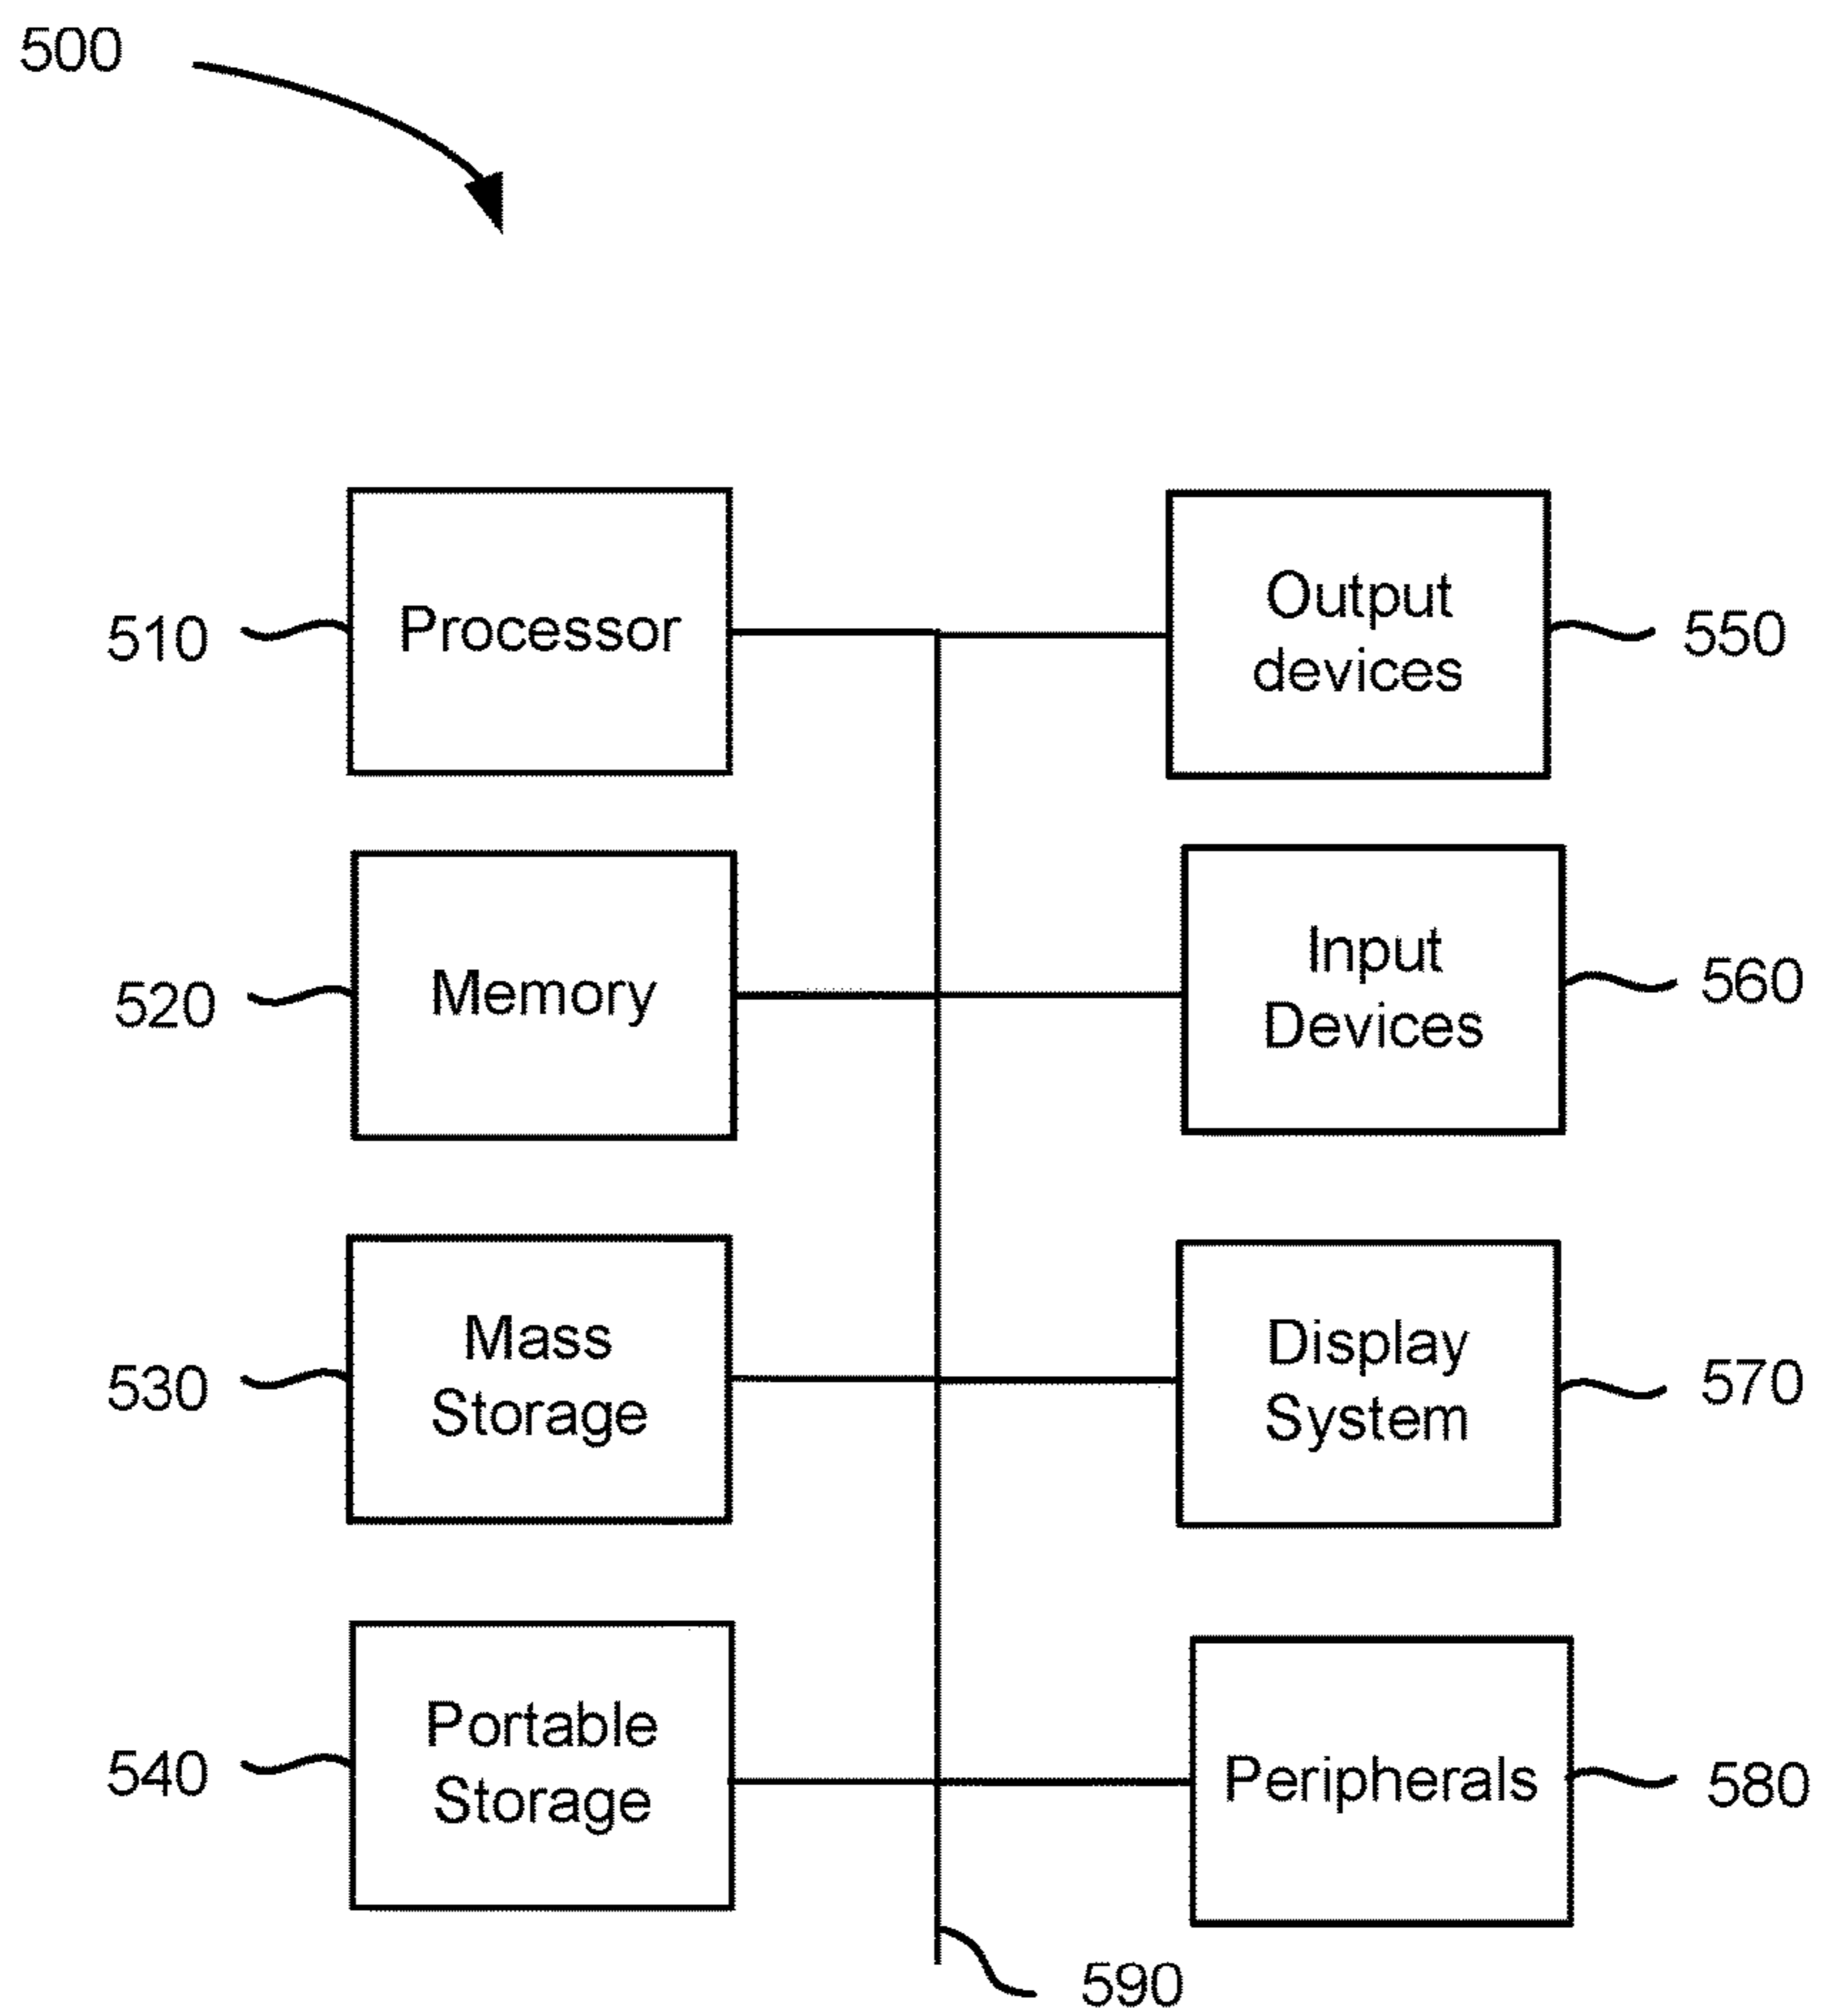 500
510
Processor
Output
devices
550
520
Memory
Input
Devices
560
530
Mass
Storage
Display
System
570
540
Portable
Storage
Peripherals
580
590